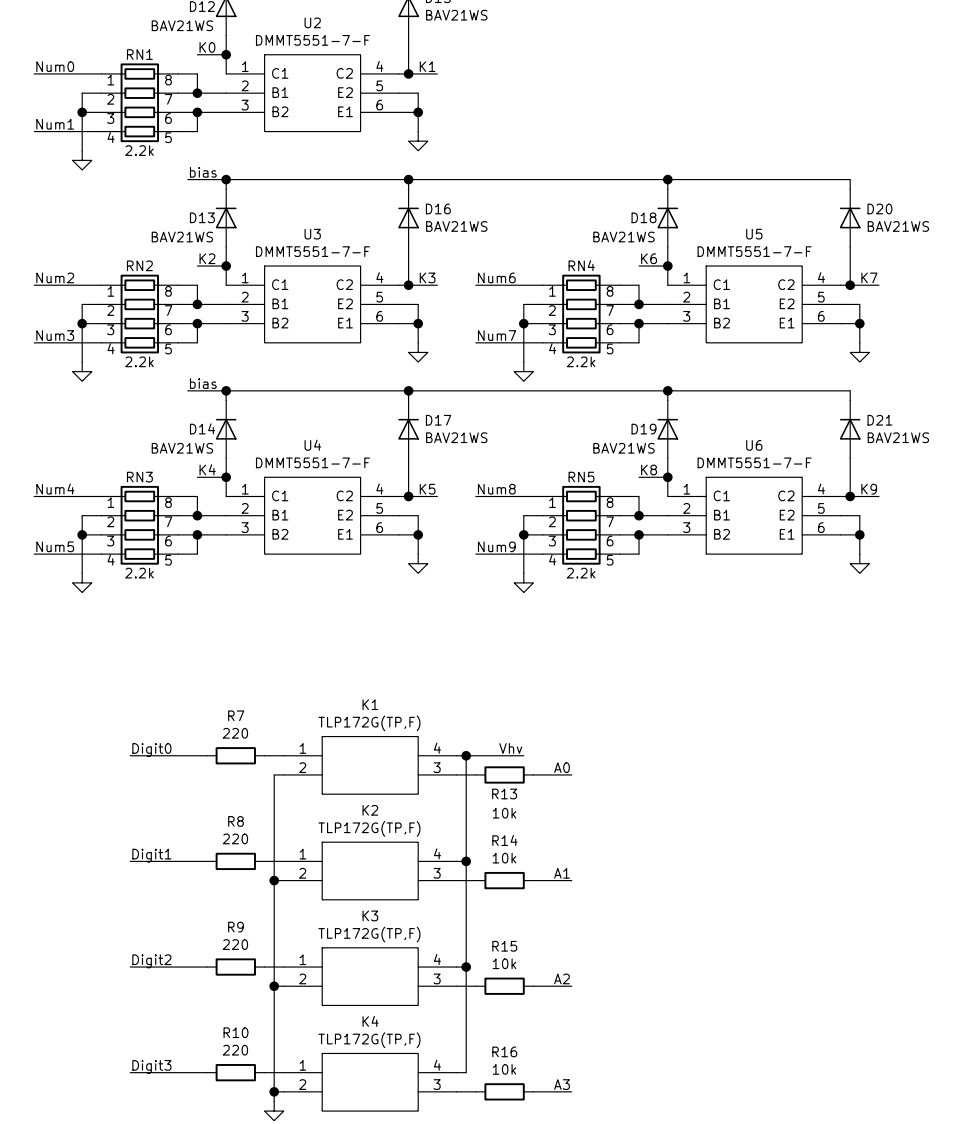 D12
BAV21WS
D15
BAV21WS
U2
DMMT5551-7-F
K0
Num0
RN1
1 8
2 7
3 6
4 5
2.2k
Num1
1 C1 C2 4 K1
2 B1 E2 5
3 B2 E1 6
bias
D13
BAV21WS
D16
BAV21WS
D18
BAV21WS
D20
BAV21WS
U3
DMMT5551-7-F
K2
Num2
RN2
1 8
2 7
3 6
4 5
2.2k
Num3
1 C1 C2 4 K3
2 B1 E2 5
3 B2 E1 6
U5
DMMT5551-7-F
K6
Num6
RN4
1 8
2 7
3 6
4 5
2.2k
Num7
1 C1 C2 4 K7
2 B1 E2 5
3 B2 E1 6
bias
D14
BAV21WS
D17
BAV21WS
D19
BAV21WS
D21
BAV21WS
U4
DMMT5551-7-F
K4
Num4
RN3
1 8
2 7
3 6
4 5
2.2k
Num5
1 C1 C2 4 K5
2 B1 E2 5
3 B2 E1 6
U6
DMMT5551-7-F
K8
Num8
RN5
1 8
2 7
3 6
4 5
2.2k
Num9
1 C1 C2 4 K9
2 B1 E2 5
3 B2 E1 6
K1
TLP172G(TP,F)
R7
220
Digit0 1 4 Vhv
2 3 A0
R13
10k
K2
TLP172G(TP,F)
R8
220
R14
10k
Digit1 1 4
2 3 A1
K3
TLP172G(TP,F)
R9
220
R15
10k
Digit2 1 4
2 3 A2
K4
TLP172G(TP,F)
R10
220
R16
10k
Digit3 1 4
2 3 A3